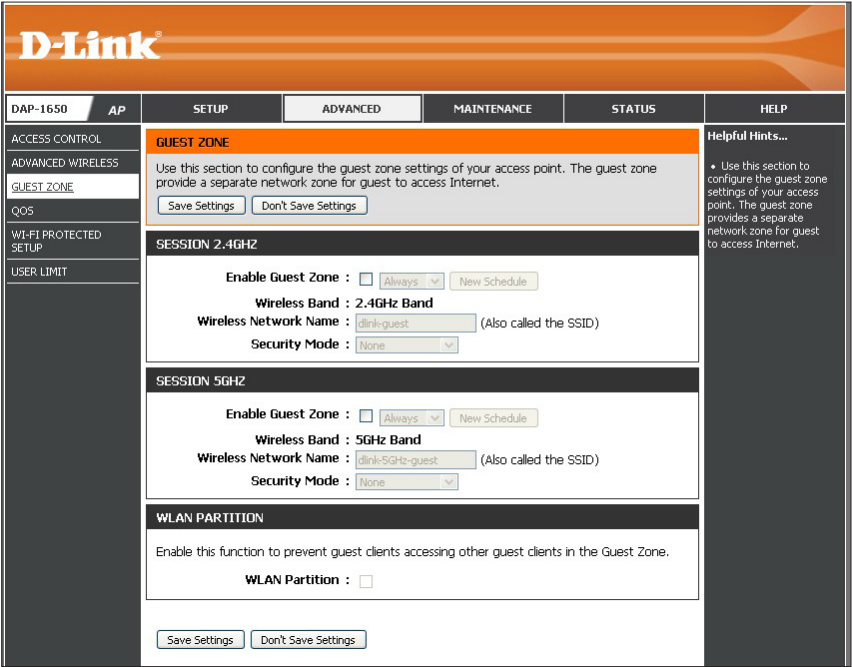 D-Link
DAP-1650 AP SETUP ADVANCED MAINTENANCE STATUS HELP
ACCESS CONTROL
ADVANCED WIRELESS
GUEST ZONE
QOS
WI-FI PROTECTED
SETUP
USER LIMIT
GUEST ZONE
Use this section to configure the guest zone settings of your access point. The guest zone
provide a separate network zone for guest to access Internet.
Save Settings Don't Save Settings
SESSION 2.4GHZ
Enable Guest Zone : Always New Schedule
Wireless Band : 2.4GHz Band
Wireless Network Name : dlink-guest (Also called the SSID)
Security Mode : None
SESSION 5GHZ
Enable Guest Zone : Always New Schedule
Wireless Band : 5GHz Band
Wireless Network Name : dlink-5GHz-guest (Also called the SSID)
Security Mode : None
WLAN PARTITION
Enable this function to prevent guest clients accessing other guest clients in the Guest Zone.
WLAN Partition :
Save Settings Don't Save Settings
Helpful Hints...
• Use this section to
configure the guest zone
settings of your access
point. The guest zone
provides a separate
network zone for guest
to access Internet.